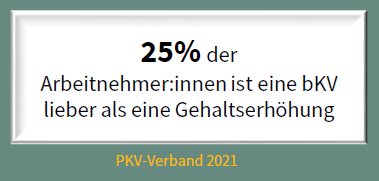 25% der
Arbeitnehmer:innen ist eine bKV
lieber als eine Gehaltserhöhung
PKV-Verband 2021